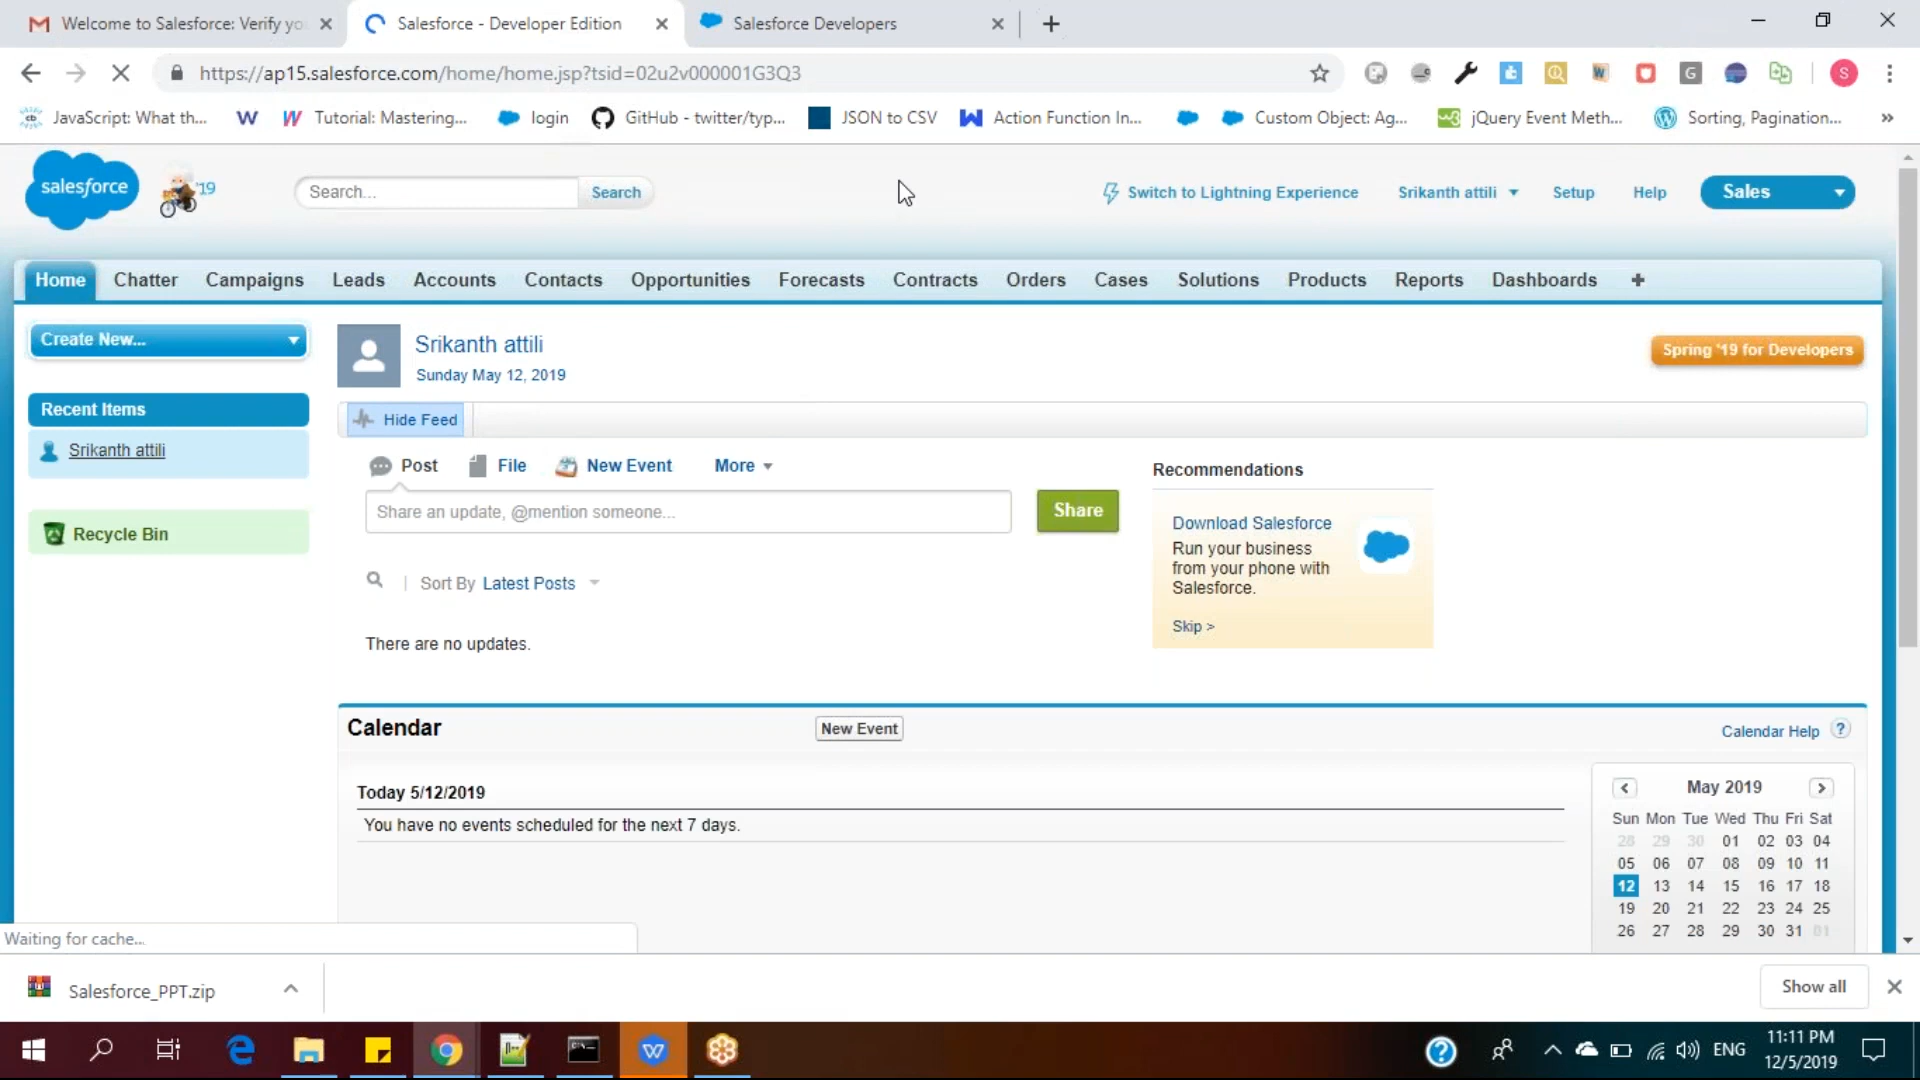 Welcome to Salesforce: Verify yo
Salesforce - Developer Edition
Salesforce Developers
https://ap15.salesforce.com/home/home.jsp?tsid=02u2v000001G3Q3
S
JavaScript: What th...
Tutorial: Mastering...
login
GitHub - twitter/typ...
JSON to CSV
Action Function In...
Custom Object: Ag...
jQuery Event Meth...
Sorting, Pagination...
»
salesforce
'19
Search...
Search
Switch to Lightning Experience
Srikanth attili
Setup
Help
Sales
Home
Chatter
Campaigns
Leads
Accounts
Contacts
Opportunities
Forecasts
Contracts
Orders
Cases
Solutions
Products
Reports
Dashboards
+
Create New...
Srikanth attili
Sunday May 12, 2019
Spring '19 for Developers
Recent Items
Srikanth attili
Recycle Bin
Hide Feed
Post
File
New Event
More
Share an update, @mention someone...
Share
Sort By Latest Posts
There are no updates.
Recommendations
Download Salesforce
Run your business
from your phone with
Salesforce.
Skip >
Calendar
New Event
Calendar Help
?
Today 5/12/2019
You have no events scheduled for the next 7 days.
May 2019
Sun Mon Tue Wed Thu Fri Sat
28 29 30 01 02 03 04
05 06 07 08 09 10 11
12 13 14 15 16 17 18
19 20 21 22 23 24 25
26 27 28 29 30 31 01
Waiting for cache...
Salesforce_PPT.zip
Show all
ENG
11:11 PM
12/5/2019